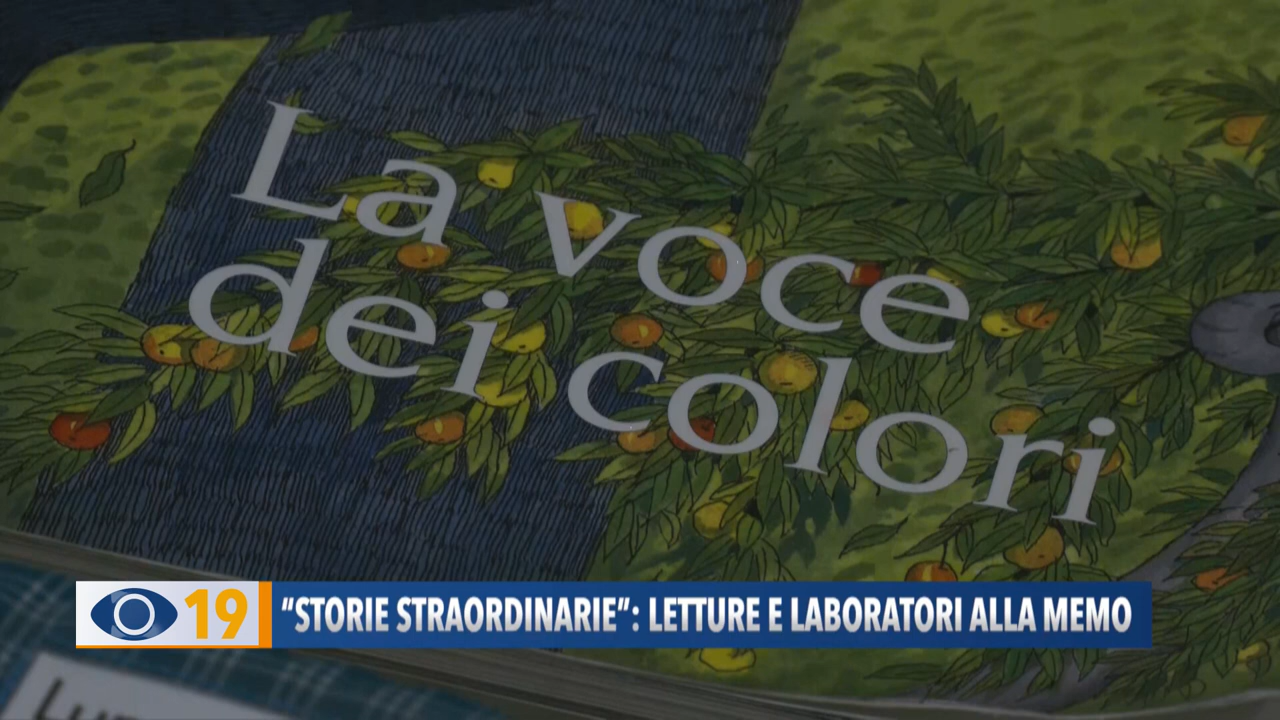 La voce
dei colori
19
“STORIE STRAORDINARIE”: LETTURE E LABORATORI ALLA MEMO